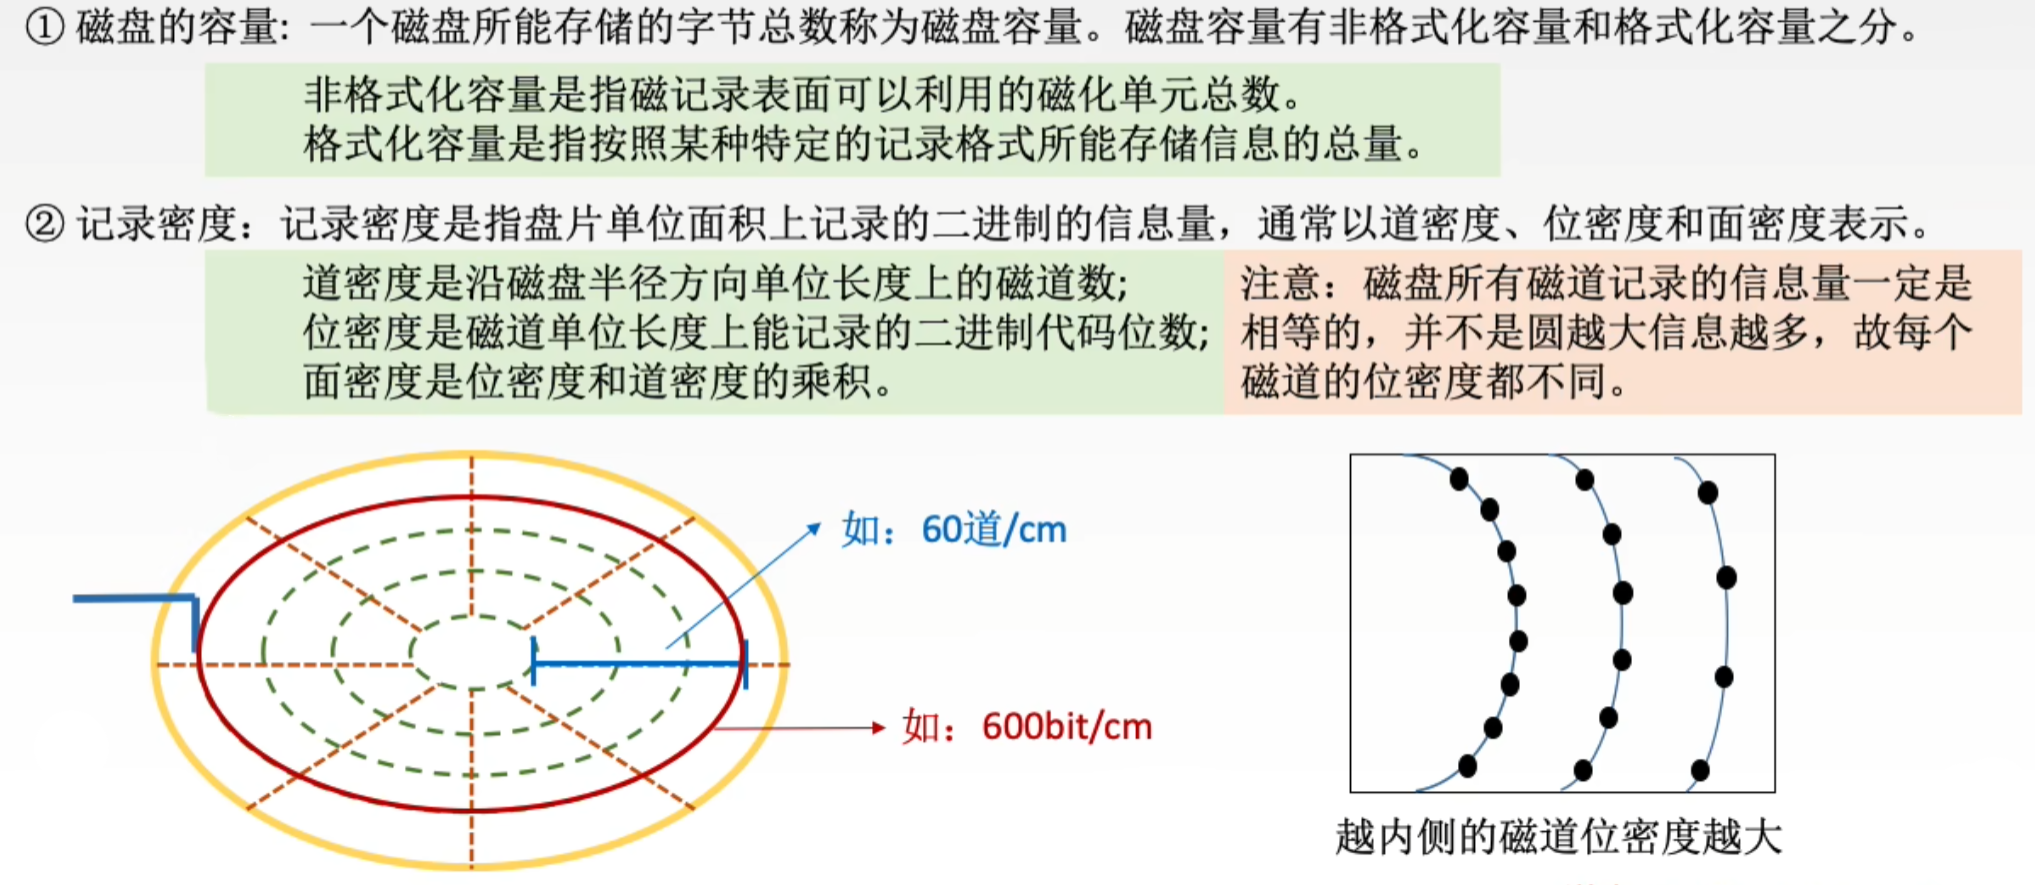 ① 磁盘的容量: 一个磁盘所能存储的字节总数称为磁盘容量。磁盘容量有非格式化容量和格式化容量之分。
非格式化容量是指磁记录表面可以利用的磁化单元总数。
格式化容量是指按照某种特定的记录格式所能存储信息的总量。
② 记录密度：记录密度是指盘片单位面积上记录的二进制的信息量，通常以道密度、位密度和面密度表示。
道密度是沿磁盘半径方向单位长度上的磁道数;
位密度是磁道单位长度上能记录的二进制代码位数;
面密度是位密度和道密度的乘积。
注意：磁盘所有磁道记录的信息量一定是
相等的，并不是圆越大信息越多，故每个
磁道的位密度都不同。
如：60道/cm
如：600bit/cm
越内侧的磁道位密度越大